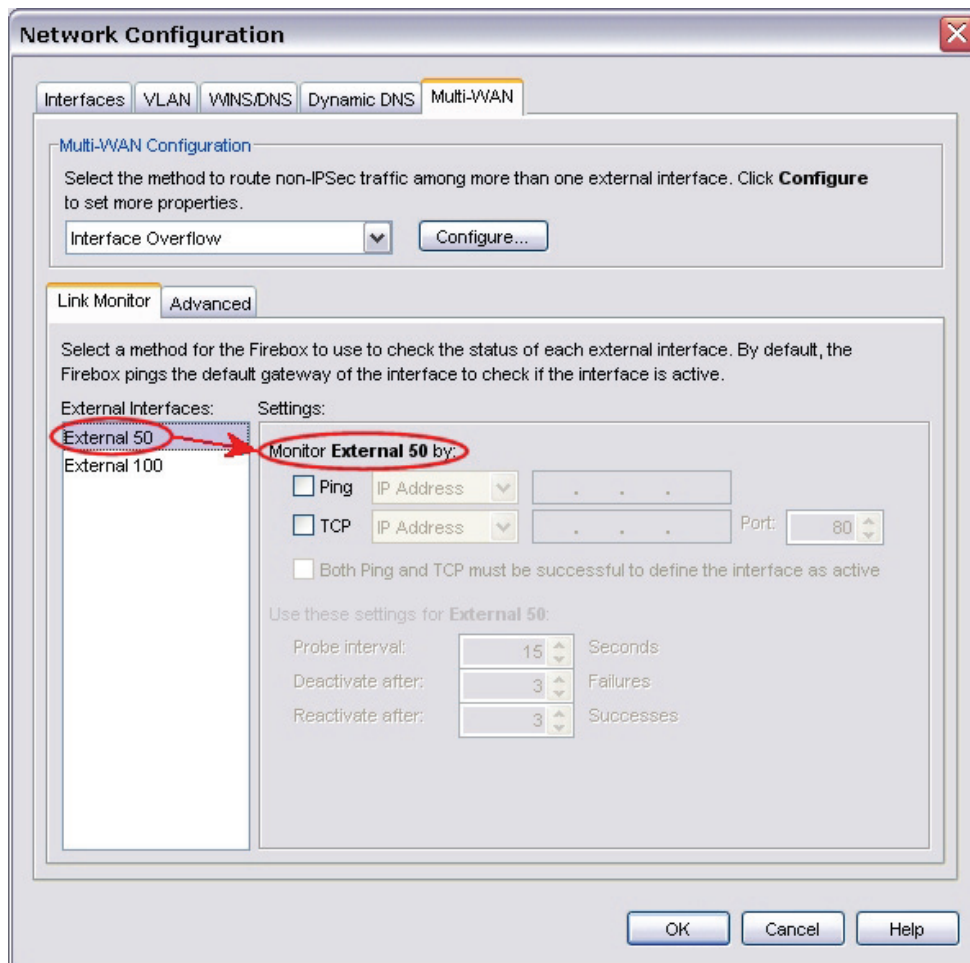 Network Configuration
Interfaces VLAN WINS/DNS Dynamic DNS Multi-WAN
Multi-WAN Configuration
Select the method to route non-IPSec traffic among more than one external interface. Click Configure
to set more properties.
Interface Overflow Configure...
Link Monitor Advanced
Select a method for the Firebox to use to check the status of each external interface. By default, the
Firebox pings the default gateway of the interface to check if the interface is active.
External Interfaces: Settings:
External 50
External 100
Monitor External 50 by:
Ping IP Address . . .
TCP IP Address . . . Port: 80
Both Ping and TCP must be successful to define the interface as active
Use these settings for External 50:
Probe interval: 15 Seconds
Deactivate after: 3 Failures
Reactivate after: 3 Successes
OK Cancel Help